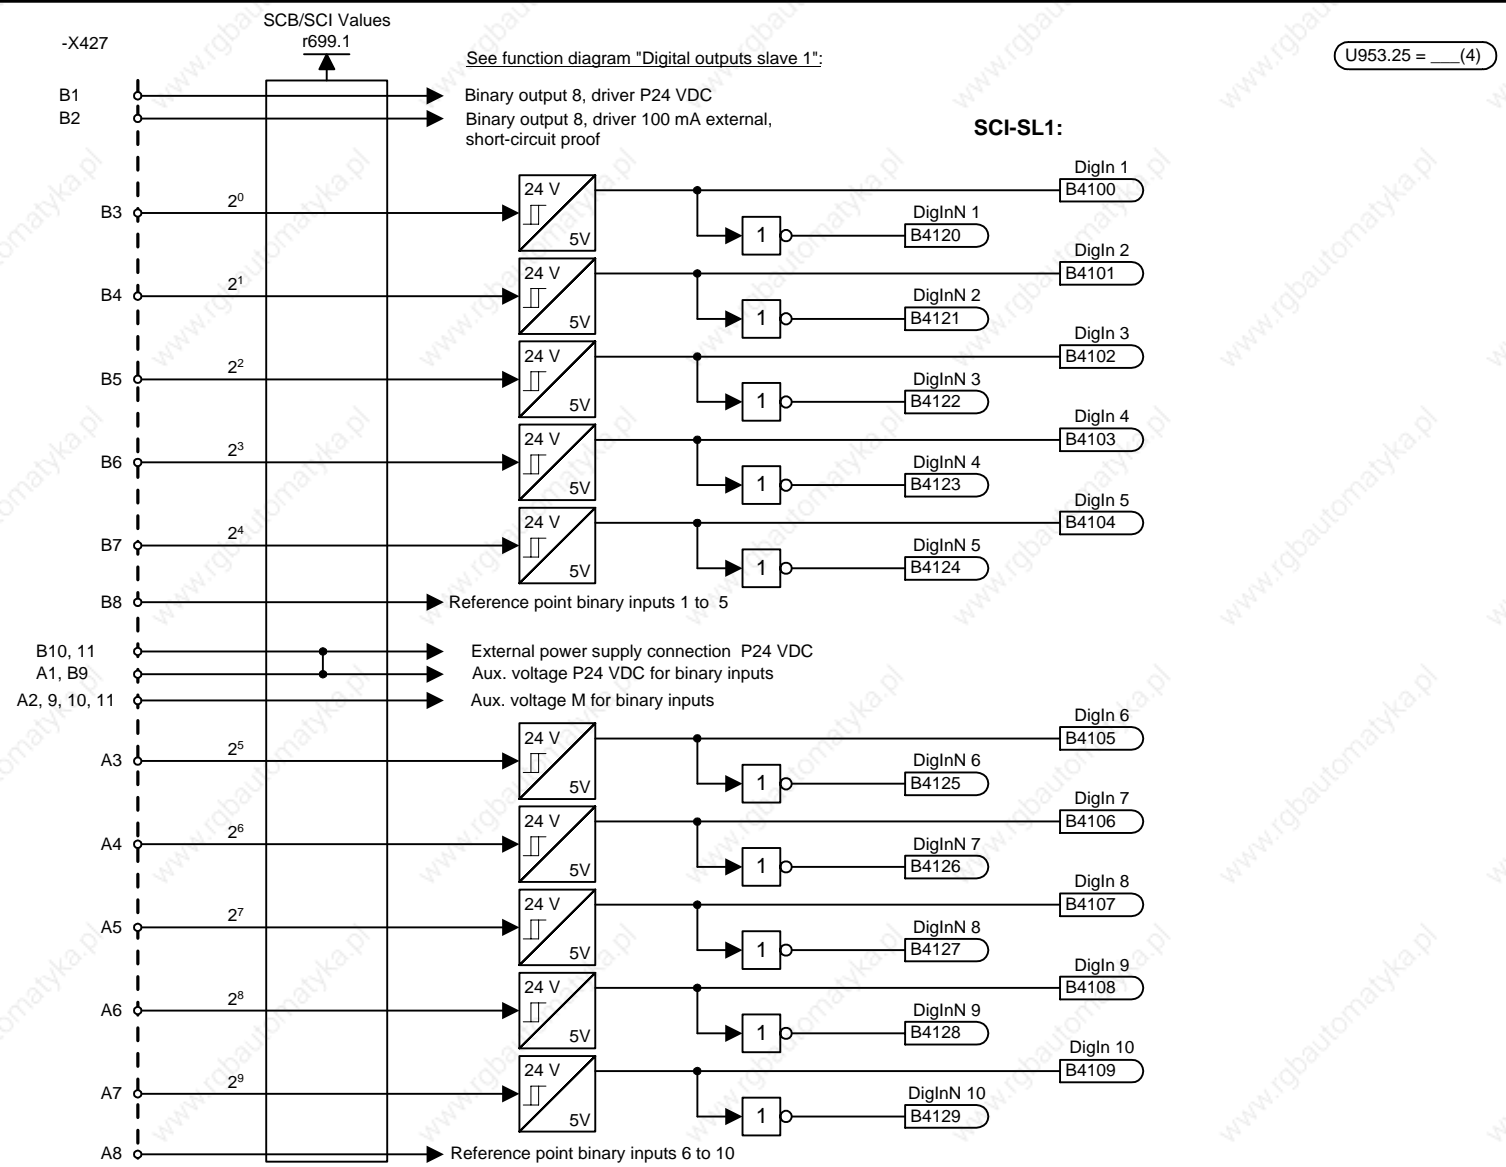 SCB/SCI Values
-X427
r699.1
See function diagram "Digital outputs slave 1":
U953.25 = ___(4)
B1
Binary output 8, driver P24 VDC
B2
Binary output 8, driver 100 mA external,
short-circuit proof
SCI-SL1:
B3
2⁰
24 V
5V
1
DigIn 1
B4100
DigInN 1
B4120
B4
2¹
24 V
5V
1
DigIn 2
B4101
DigInN 2
B4121
B5
2²
24 V
5V
1
DigIn 3
B4102
DigInN 3
B4122
B6
2³
24 V
5V
1
DigIn 4
B4103
DigInN 4
B4123
B7
2⁴
24 V
5V
1
DigIn 5
B4104
DigInN 5
B4124
B8
Reference point binary inputs 1 to 5
B10, 11
External power supply connection P24 VDC
A1, B9
Aux. voltage P24 VDC for binary inputs
A2, 9, 10, 11
Aux. voltage M for binary inputs
A3
2⁵
24 V
5V
1
DigIn 6
B4105
DigInN 6
B4125
A4
2⁶
24 V
5V
1
DigIn 7
B4106
DigInN 7
B4126
A5
2⁷
24 V
5V
1
DigIn 8
B4107
DigInN 8
B4127
A6
2⁸
24 V
5V
1
DigIn 9
B4108
DigInN 9
B4128
A7
2⁹
24 V
5V
1
DigIn 10
B4109
DigInN 10
B4129
A8
Reference point binary inputs 6 to 10
www.rgbautomatyka.pl